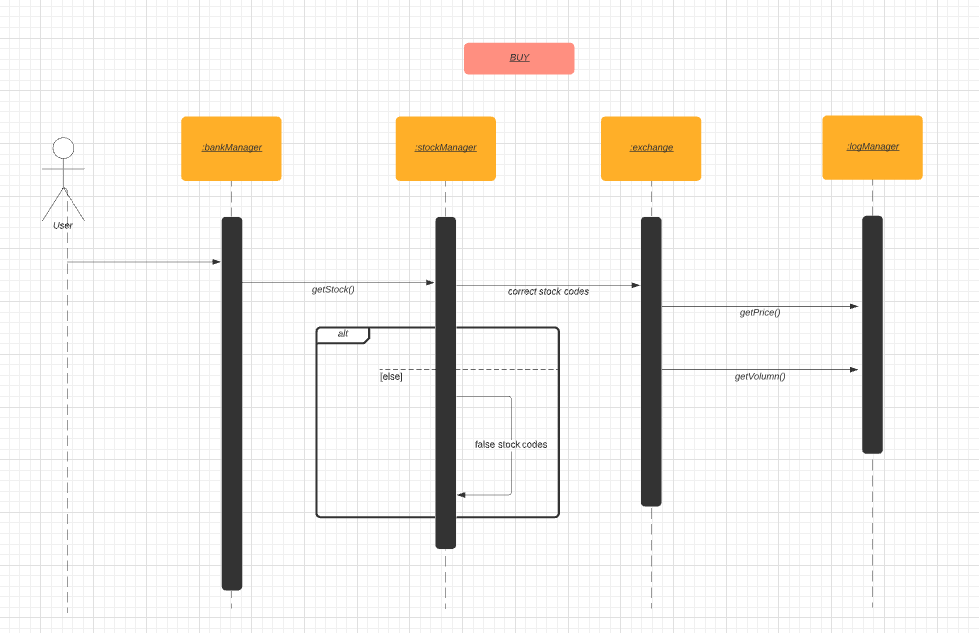 BUY
:bankManager
:stockManager
:exchange
:logManager
User
getStock()
correct stock codes
getPrice()
alt
[else]
getVolumn()
false stock codes